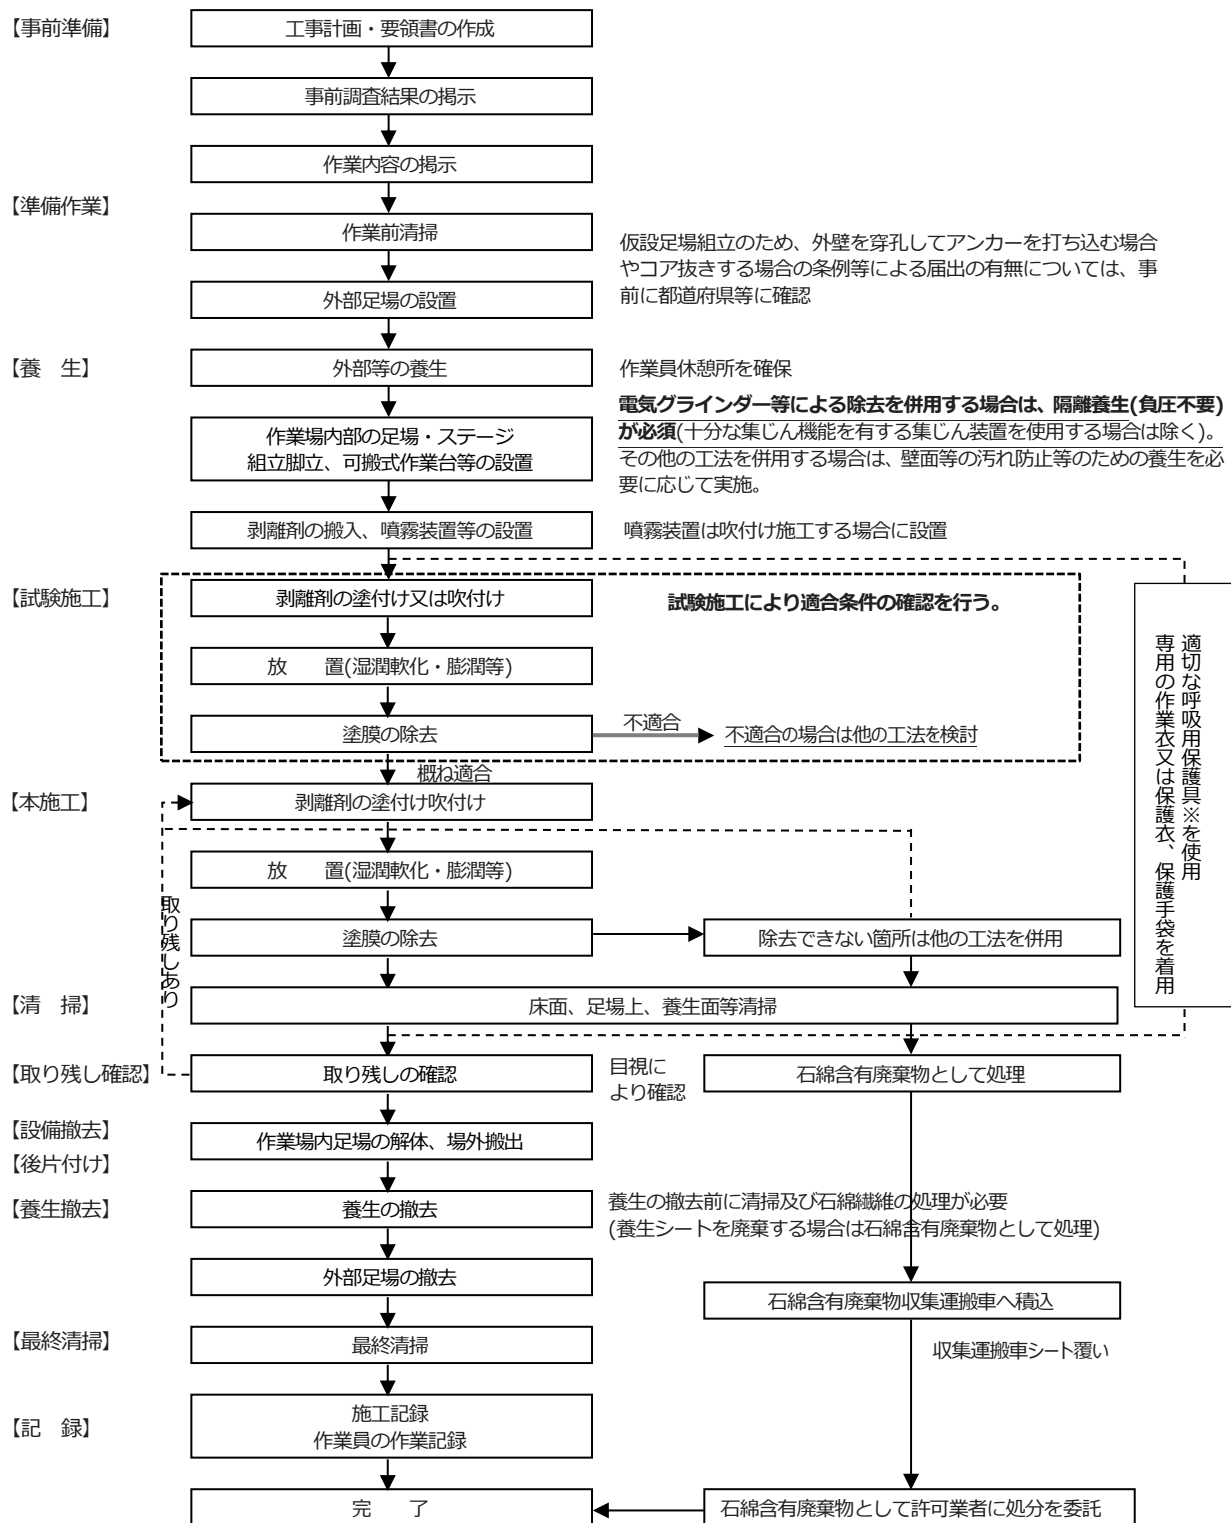 【事前準備】
工事計画・要領書の作成
事前調査結果の掲示
作業内容の掲示
【準備作業】
作業前清掃
仮設足場組立のため、外壁を穿孔してアンカーを打ち込む場合
やコア抜きする場合の条例等による届出の有無については、事
前に都道府県等に確認
外部足場の設置
【養　生】
外部等の養生
作業員休憩所を確保
電気グラインダー等による除去を併用する場合は、隔離養生(負圧不要)
が必須(十分な集じん機能を有する集じん装置を使用する場合は除く)。
その他の工法を併用する場合は、壁面等の汚れ防止等のための養生を必
要に応じて実施。
作業場内部の足場・ステージ
組立脚立、可搬式作業台等の設置
剥離剤の搬入、噴霧装置等の設置
噴霧装置は吹付け施工する場合に設置
【試験施工】
剥離剤の塗付け又は吹付け
試験施工により適合条件の確認を行う。
放　　置(湿潤軟化・膨潤等)
塗膜の除去
不適合
不適合の場合は他の工法を検討
概ね適合
適切な呼吸用保護具※を使用
専用の作業衣又は保護衣、保護手袋を着用
【本施工】
剥離剤の塗付け吹付け
放　　置(湿潤軟化・膨潤等)
取り残しあり
塗膜の除去
除去できない箇所は他の工法を併用
【清　掃】
床面、足場上、養生面等清掃
【取り残し確認】
取り残しの確認
目視に
より確認
石綿含有廃棄物として処理
【設備撤去】
作業場内足場の解体、場外搬出
【後片付け】
【養生撤去】
養生の撤去
養生の撤去前に清掃及び石綿繊維の処理が必要
(養生シートを廃棄する場合は石綿含有廃棄物として処理)
外部足場の撤去
石綿含有廃棄物収集運搬車へ積込
【最終清掃】
最終清掃
収集運搬車シート覆い
【記　録】
施工記録
作業員の作業記録
完　　了
石綿含有廃棄物として許可業者に処分を委託